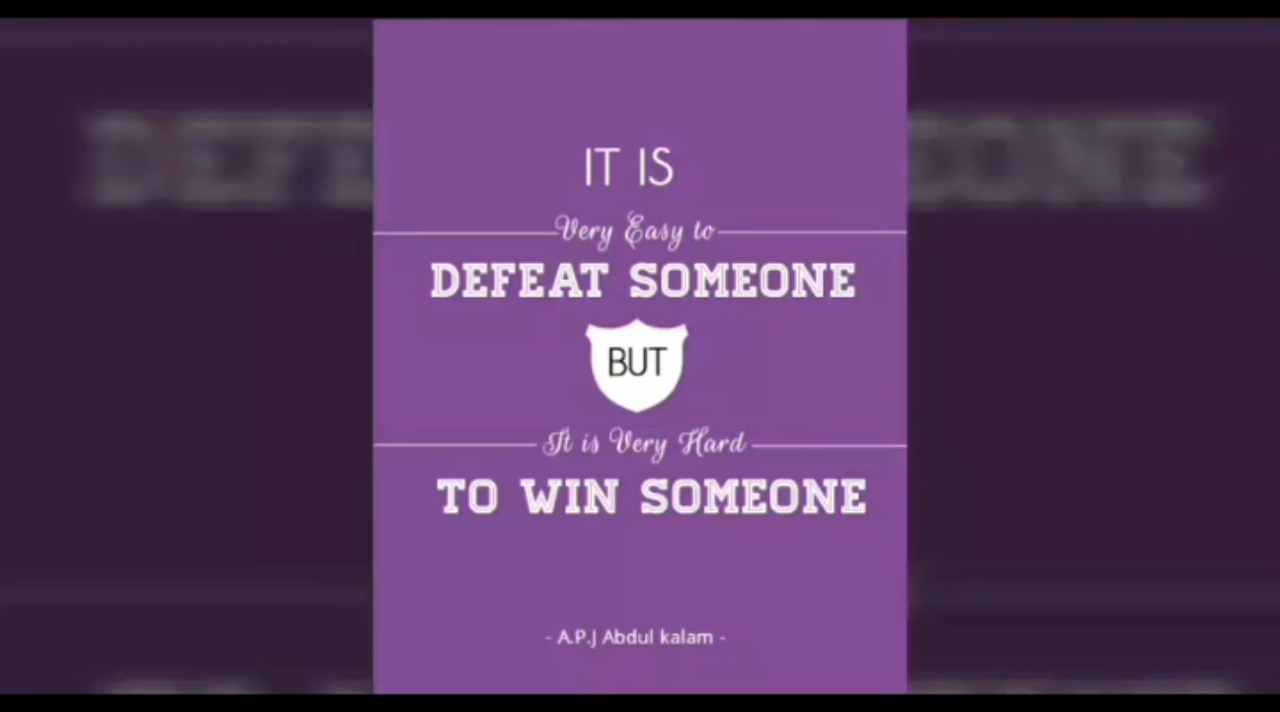 IT IS
Very Easy to
DEFEAT SOMEONE
BUT
It is Very Hard
TO WIN SOMEONE
- A.P.J Abdul kalam -